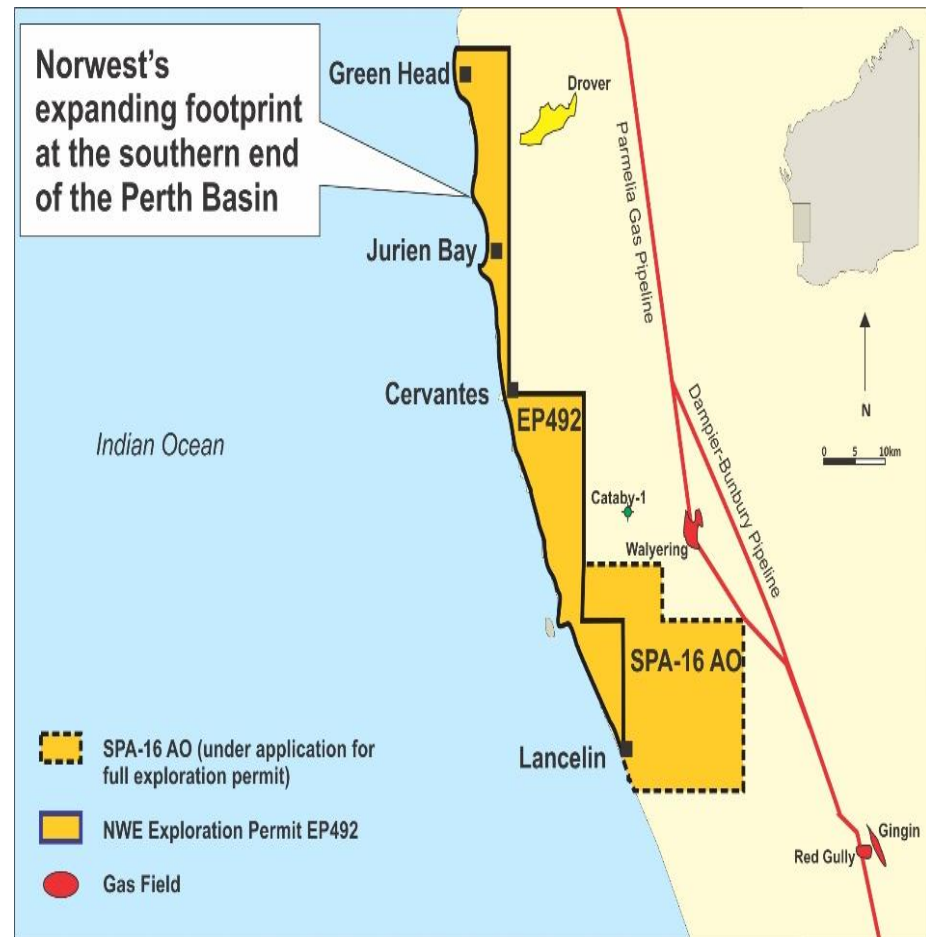 Norwest's
expanding footprint
at the southern end
of the Perth Basin
Green Head
Drover
Parmelia Gas Pipeline
Jurien Bay
N
0 5 10km
Cervantes
EP492
Dampier-Bunbury Pipeline
Indian Ocean
Cataby-1
Walyering
SPA-16 AO
Lancelin
SPA-16 AO (under application for
full exploration permit)
NWE Exploration Permit EP492
Gas Field
Gingin
Red Gully